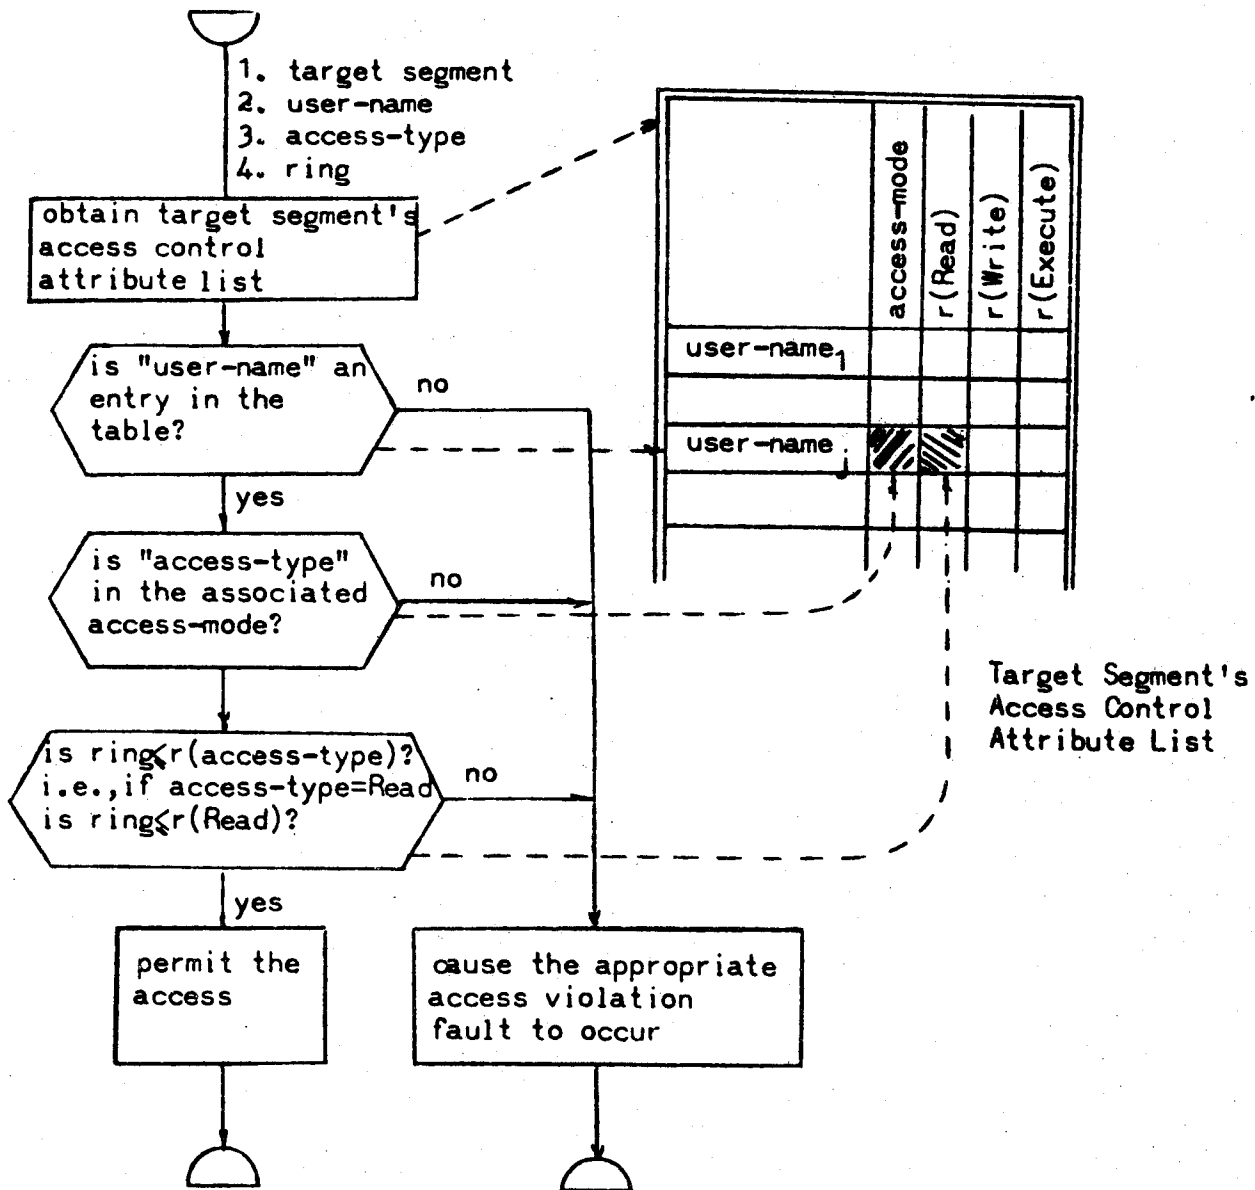 1. target segment
2. user-name
3. access-type
4. ring
obtain target segment's
access control
attribute list
is "user-name" an
entry in the
table?
no
yes
is "access-type"
in the associated
access-mode?
no
is ring≤r(access-type)?
i.e.,if access-type=Read
is ring≤r(Read)?
no
yes
permit the
access
cause the appropriate
access violation
fault to occur
access-mode
r(Read)
r(Write)
r(Execute)
user-name1
user-name j
Target Segment's
Access Control
Attribute List